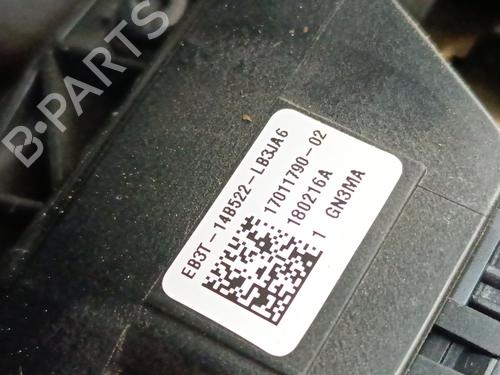 B-PARTS
EB3T-14B522-LB3JA6
17011790-02
180216A
1 GN3MA